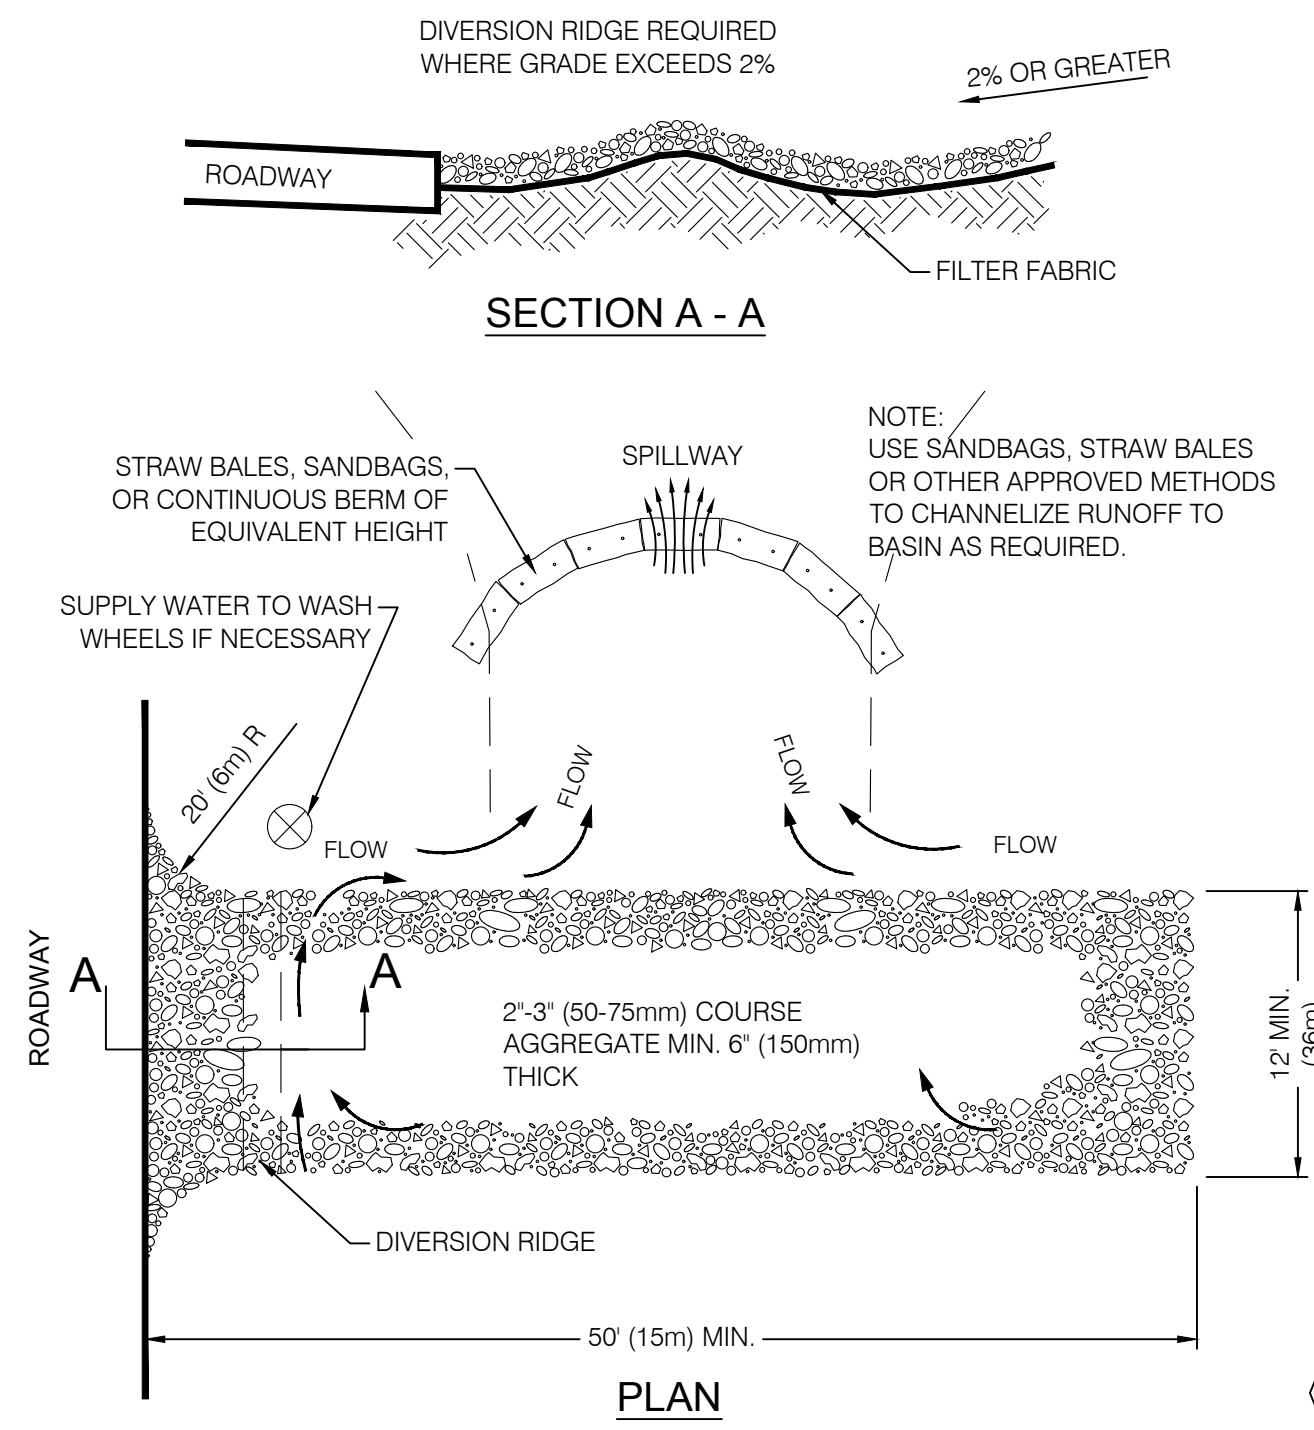 DIVERSION RIDGE REQUIRED
WHERE GRADE EXCEEDS 2%
2% OR GREATER
ROADWAY
FILTER FABRIC
SECTION A - A
NOTE:
USE SANDBAGS, STRAW BALES
OR OTHER APPROVED METHODS
TO CHANNELIZE RUNOFF TO
BASIN AS REQUIRED.
SPILLWAY
STRAW BALES, SANDBAGS,
OR CONTINUOUS BERM OF
EQUIVALENT HEIGHT
SUPPLY WATER TO WASH
WHEELS IF NECESSARY
20' (6m) R
FLOW
FLOW
FLOW
FLOW
ROADWAY
A
A
2"-3" (50-75mm) COURSE
AGGREGATE MIN. 6" (150mm)
THICK
12' MIN.
(36m)
DIVERSION RIDGE
50' (15m) MIN.
PLAN